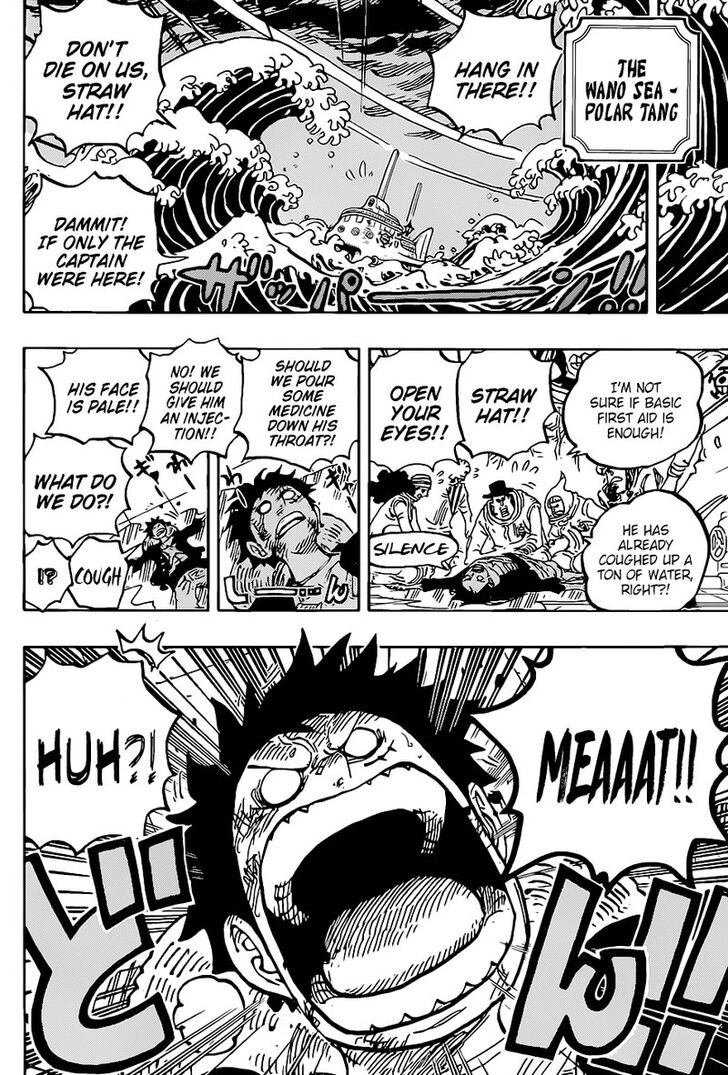 THE
WANO SEA -
POLAR TANG
HANG IN
THERE!!
DON'T
DIE ON US,
STRAW
HAT!!
DAMMIT!
IF ONLY THE
CAPTAIN
WERE HERE!
I'M NOT
SURE IF BASIC
FIRST AID IS
ENOUGH!
HE HAS
ALREADY
COUGHED UP A
TON OF WATER,
RIGHT?!
STRAW
HAT!!
OPEN
YOUR
EYES!!
SILENCE
SHOULD
WE POUR
SOME
MEDICINE
DOWN HIS
THROAT?!
NO! WE
SHOULD
GIVE HIM
AN INJEC-
TION!!
HIS FACE
IS PALE!!
WHAT DO
WE DO?!
COUGH
!?
MEAAAT!!
HUH?!
どん!!